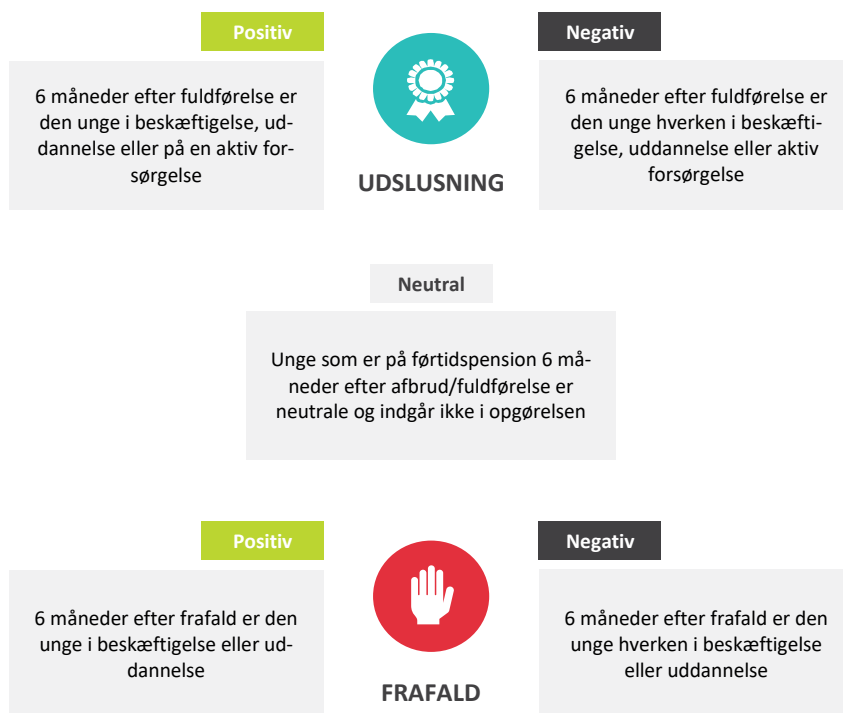 Positiv
6 måneder efter fuldførelse er
den unge i beskæftigelse, ud-
dannelse eller på en aktiv for-
sørgelse
UDSLUSNING
Negativ
6 måneder efter fuldførelse er
den unge hverken i beskæfti-
gelse, uddannelse eller aktiv
forsørgelse
Neutral
Unge som er på førtidspension 6 må-
neder efter afbrud/fuldførelse er
neutrale og indgår ikke i opgørelsen
Positiv
6 måneder efter frafald er den
unge i beskæftigelse eller ud-
dannelse
FRAFALD
Negativ
6 måneder efter frafald er den
unge hverken i beskæftigelse
eller uddannelse